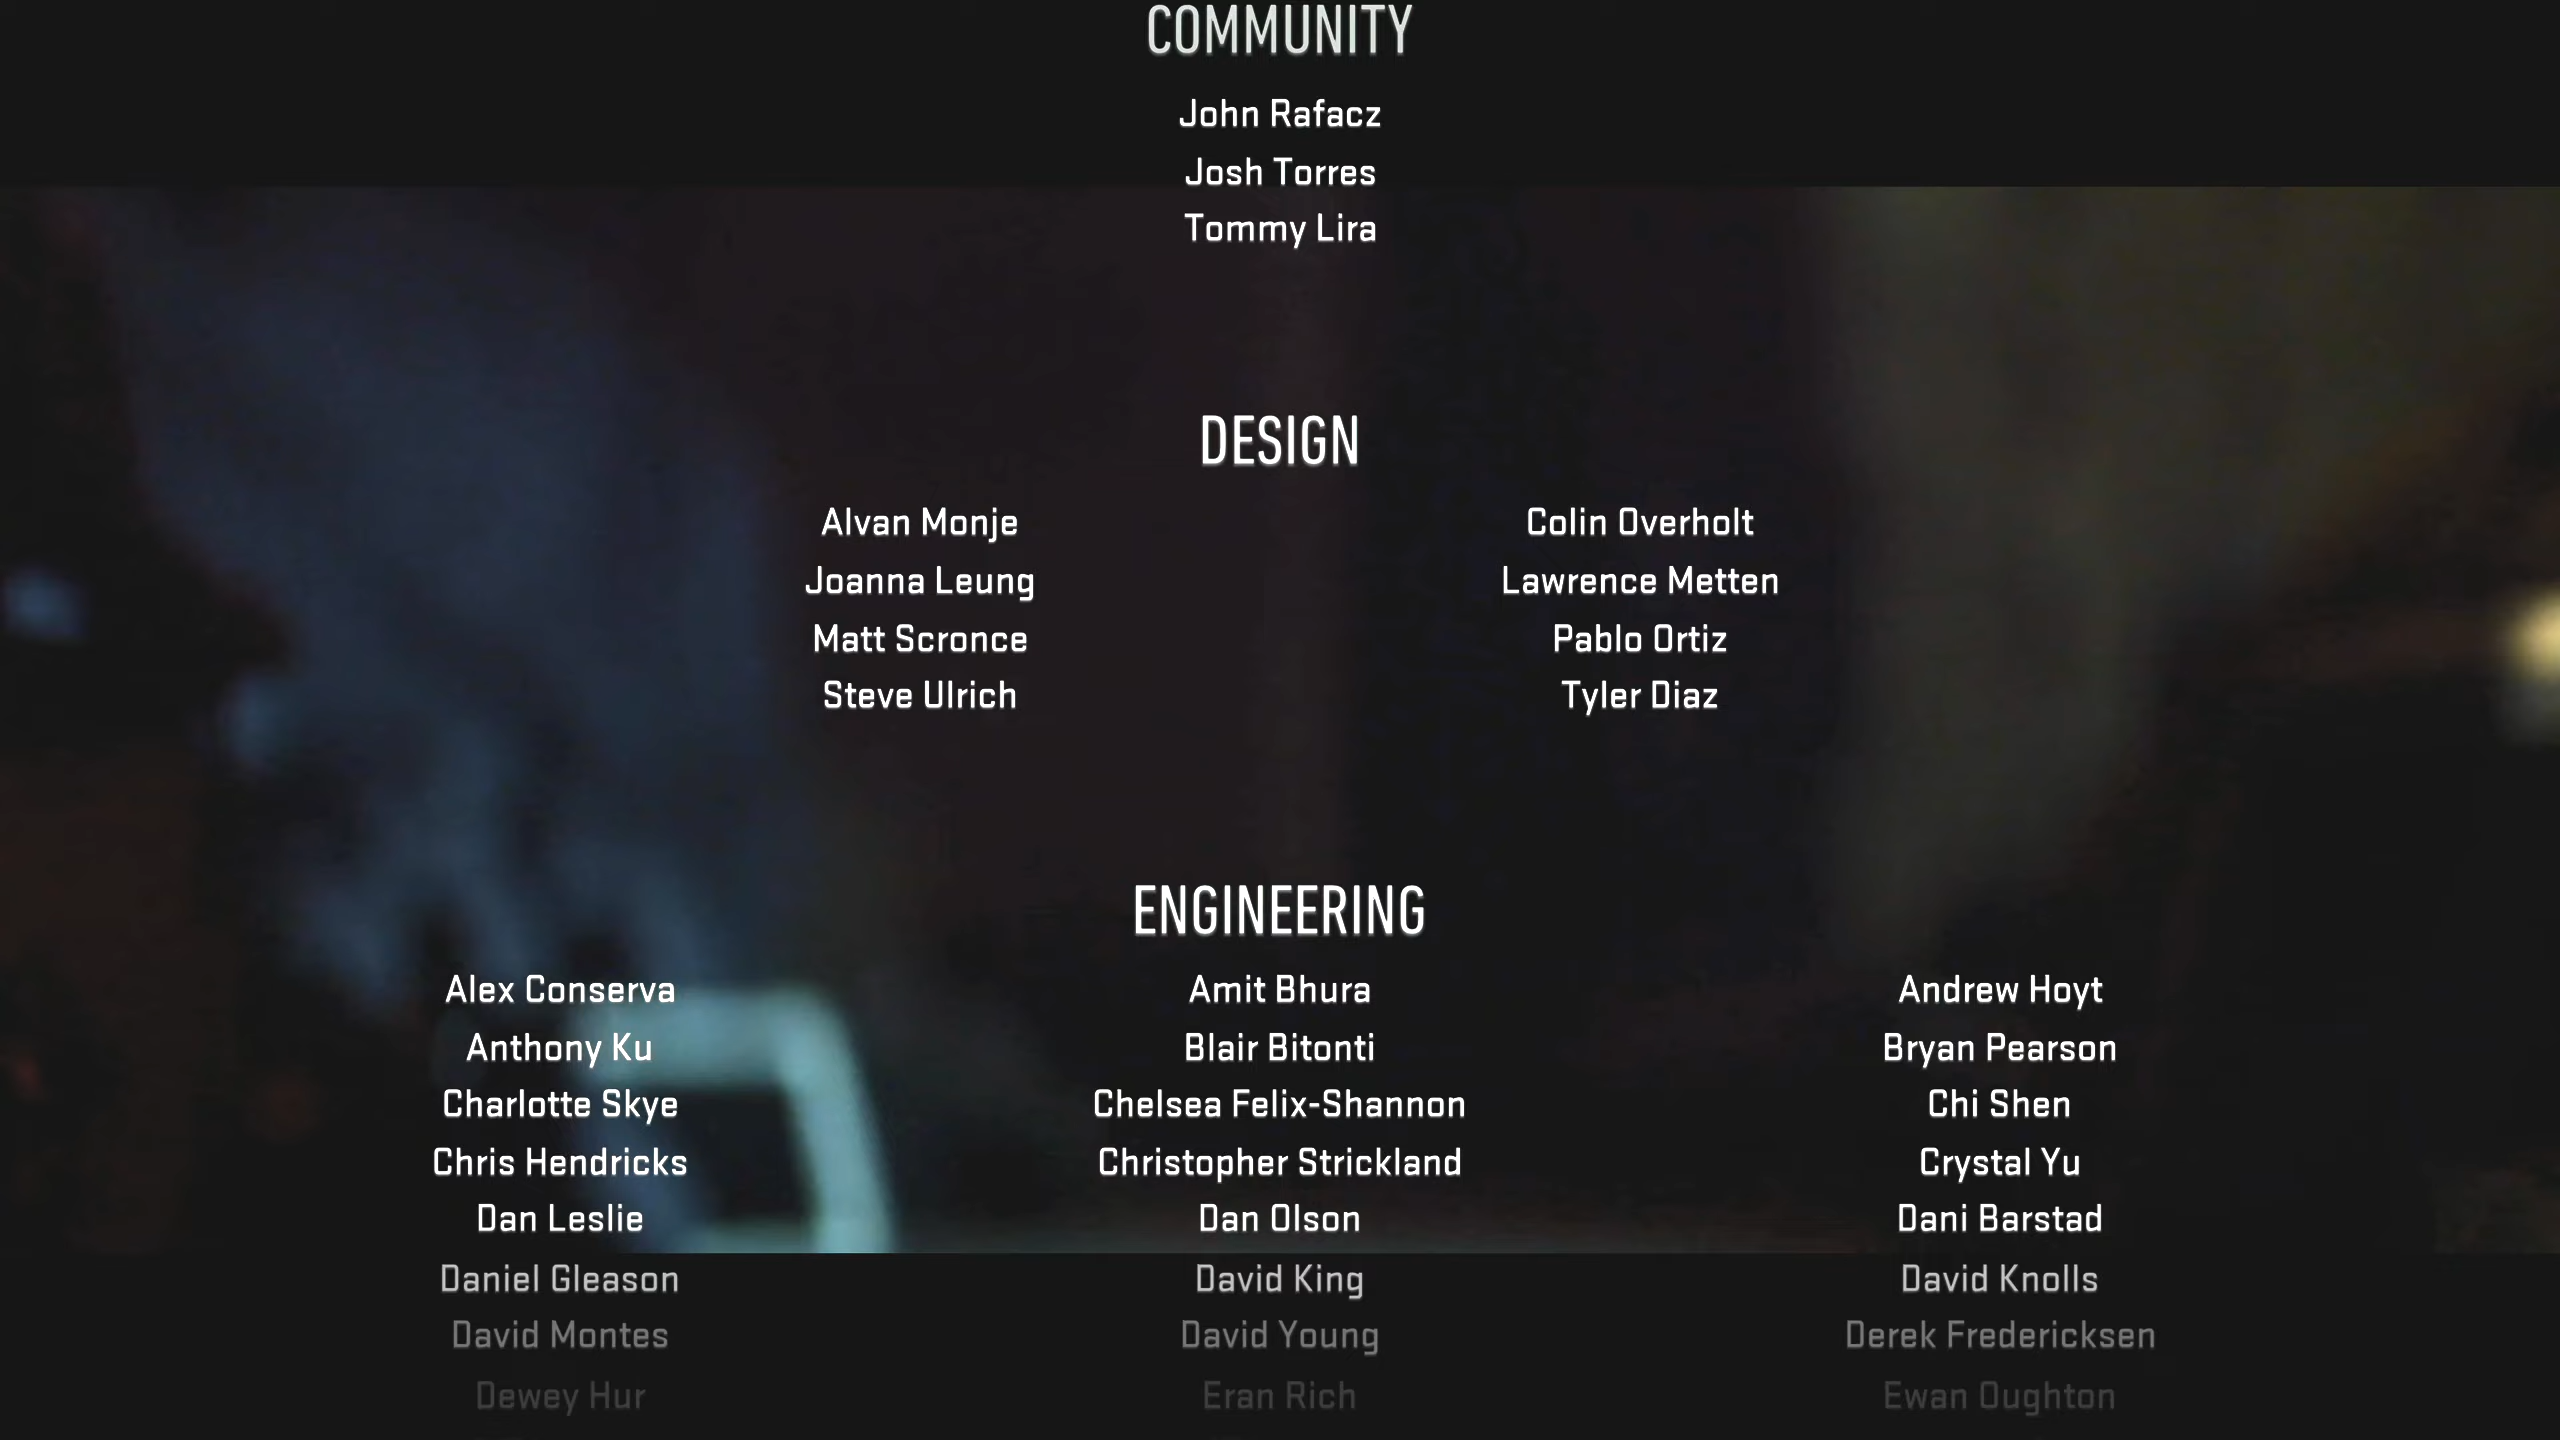 COMMUNITY
John Rafacz
Josh Torres
Tommy Lira
DESIGN
Alvan Monje
Colin Overholt
Joanna Leung
Lawrence Metten
Matt Scronce
Pablo Ortiz
Steve Ulrich
Tyler Diaz
ENGINEERING
Alex Conserva
Amit Bhura
Andrew Hoyt
Anthony Ku
Blair Bitonti
Bryan Pearson
Charlotte Skye
Chelsea Felix-Shannon
Chi Shen
Chris Hendricks
Christopher Strickland
Crystal Yu
Dan Leslie
Dan Olson
Dani Barstad
Daniel Gleason
David King
David Knolls
David Montes
David Young
Derek Fredericksen
Dewey Hur
Eran Rich
Ewan Oughton